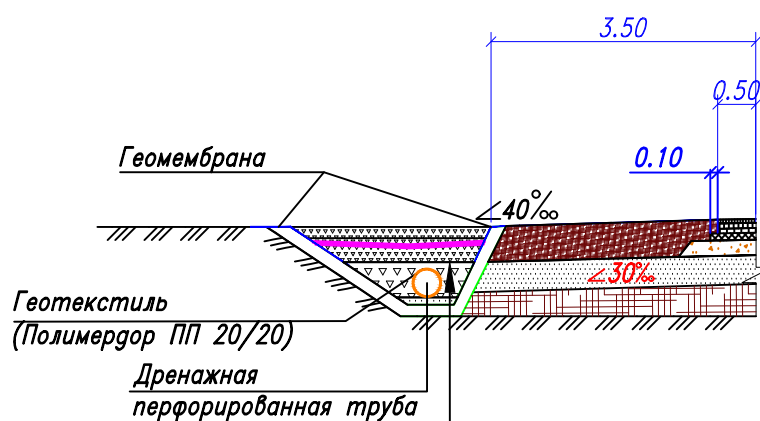 3.50
0.50
Геомембрана
0.10
∠40‰
∠30‰
Геотекстиль
(Полимердор ПП 20/20)
Дренажная
перфорированная труба